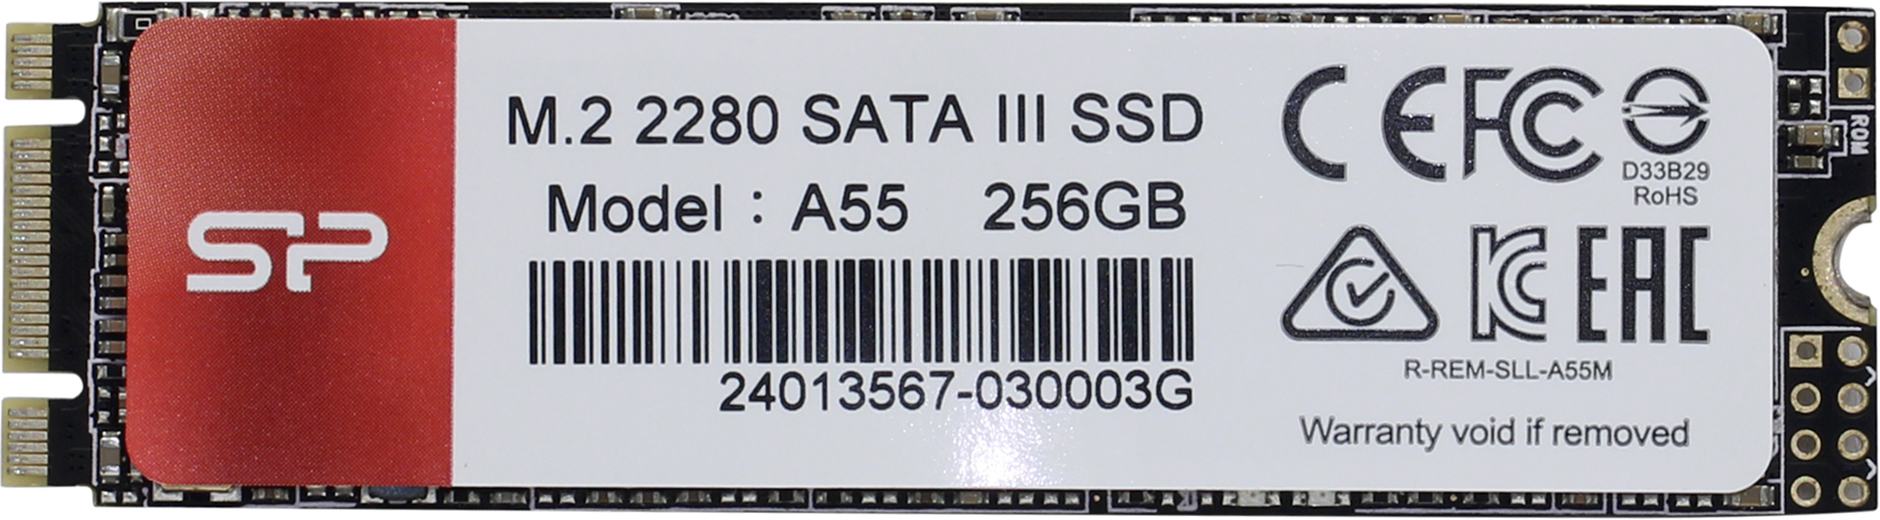 SP
M.2 2280 SATA III SSD
Model : A55 256GB
24013567-030003G
CE FC
D33B29
RoHS
KC EAC
R-REM-SLL-A55M
Warranty void if removed
ROM